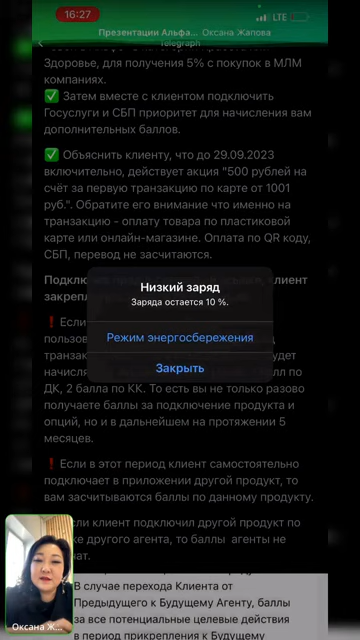 16:27
LTE
Презентации Альфа... Оксана Жапова
Telegraph
Здоровье, для получения 5% с покупок в МЛМ
компаниях.
✅ Затем вместе с клиентом подключить
Госуслуги и СБП приоритет для начисления вам
дополнительных баллов.
✅ Объяснить клиенту, что до 29.09.2023
включительно, действует акция "500 рублей на
счёт за первую транзакцию по карте от 1001
руб.". Обратите его внимание что именно на
транзакцию - оплату товара по пластиковой
карте или онлайн-магазине. Оплата по QR коду,
СБП, перевод не засчитаются.
Низкий заряд
Заряда остается 10 %.
Режим энергосбережения
Закрыть
клиент
❗ Если
ДК, 2 балла по КК. То есть вы не только разово
получаете баллы за подключение продукта и
опций, но и в дальнейшем на протяжении 5
месяцев.
❗ Если в этот период клиент самостоятельно
подключает в приложении другой продукт, то
вам засчитываются баллы по данному продукту.
если клиент подключил другой продукт по
другого агента, то баллы агенты не
В случае перехода Клиента от
Предыдущего к Будущему Агенту, баллы
за все потенциальные целевые действия
в период прикрепления к Будущему
Оксана Ж...